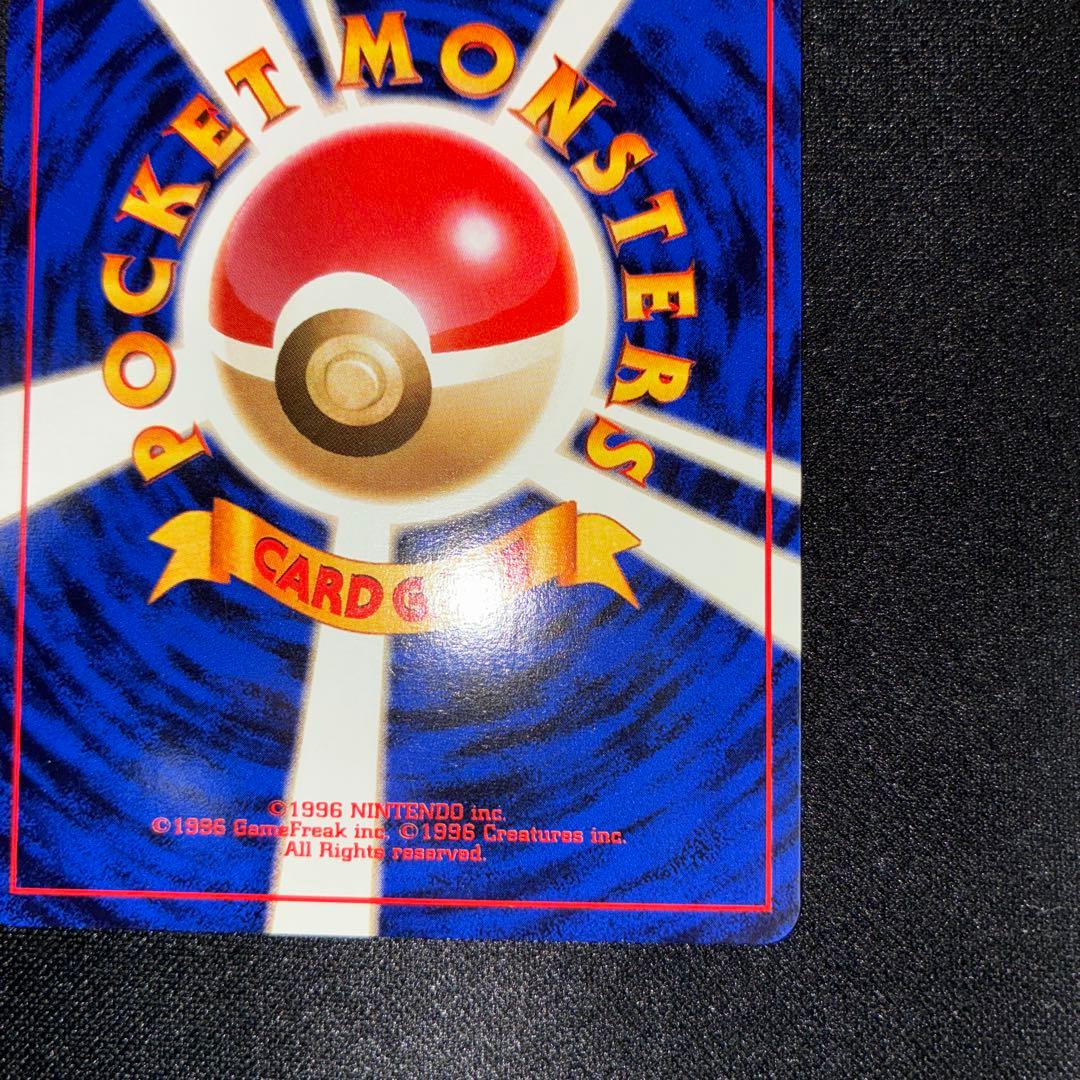 POCKET MONSTERS
CARD
©1996 NINTENDO inc.
©1996 GameFreak inc. ©1996 Creatures inc.
All Rights reserved.